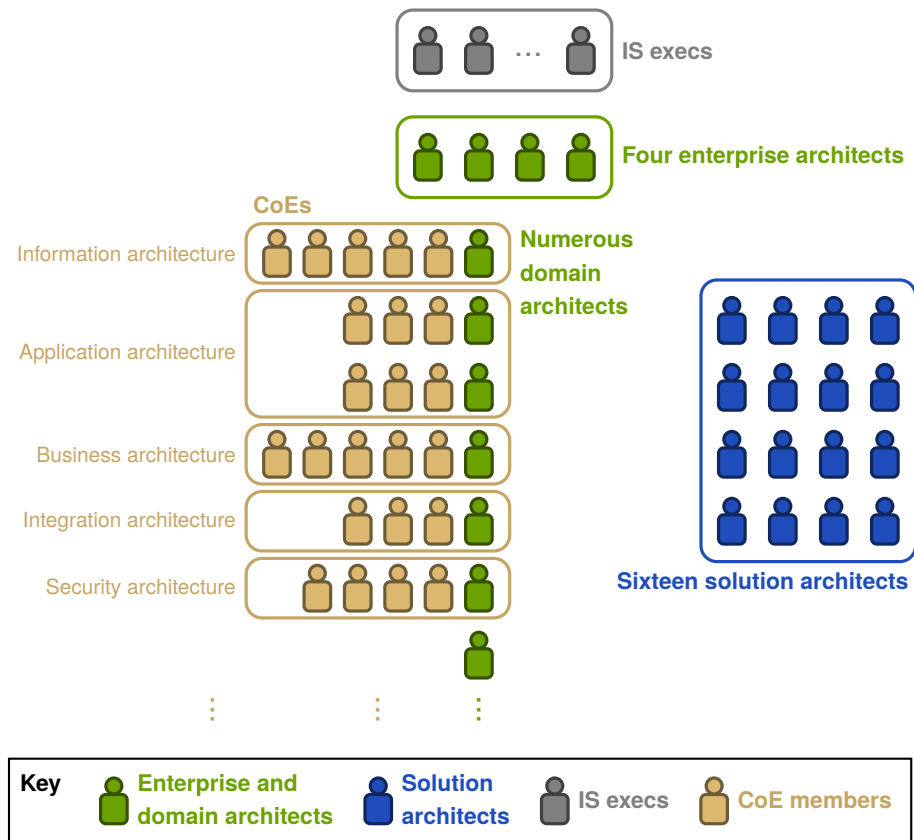 IS execs
Four enterprise architects
CoEs
Information architecture
Numerous
domain
architects
Application architecture
Business architecture
Integration architecture
Security architecture
Sixteen solution architects
Key
Enterprise and
domain architects
Solution
architects
IS execs
CoE members